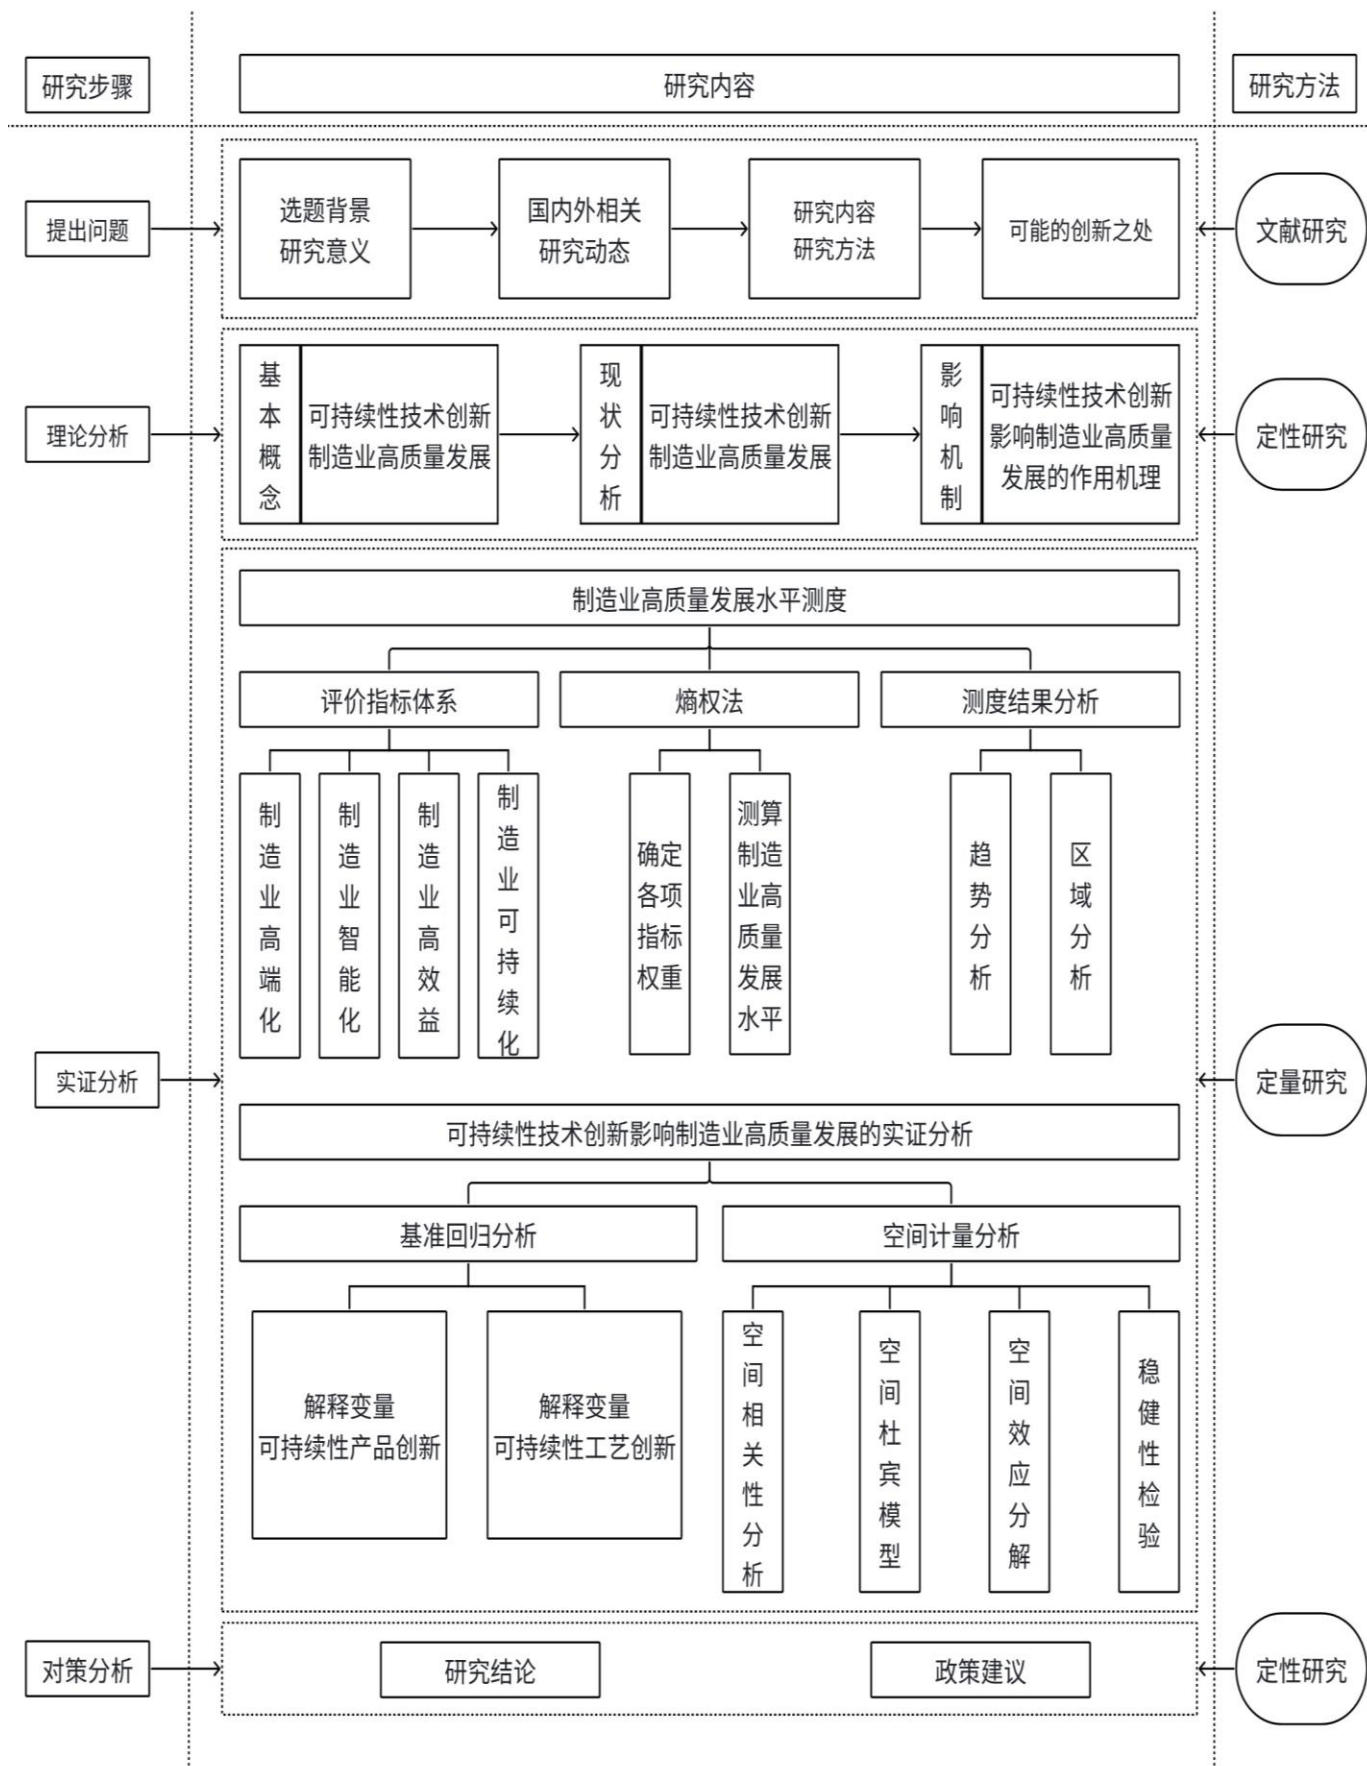 研究步骤
研究内容
研究方法
提出问题
选题背景
研究意义
国内外相关
研究动态
研究内容
研究方法
可能的创新之处
文献研究
理论分析
基本概念
可持续性技术创新
制造业高质量发展
现状分析
可持续性技术创新
制造业高质量发展
影响机制
可持续性技术创新
影响制造业高质量
发展的作用机理
定性研究
实证分析
制造业高质量发展水平测度
评价指标体系
熵权法
测度结果分析
制造业高端化
制造业智能化
制造业高效益
制造业可持续化
确定
各项
指标
权重
测算
制造
业高
质量
发展
水平
趋势分析
区域分析
定量研究
可持续性技术创新影响制造业高质量发展的实证分析
基准回归分析
空间计量分析
解释变量
可持续性产品创新
解释变量
可持续性工艺创新
空间相关性分析
空间杜宾模型
空间效应分解
稳健性检验
对策分析
研究结论
政策建议
定性研究